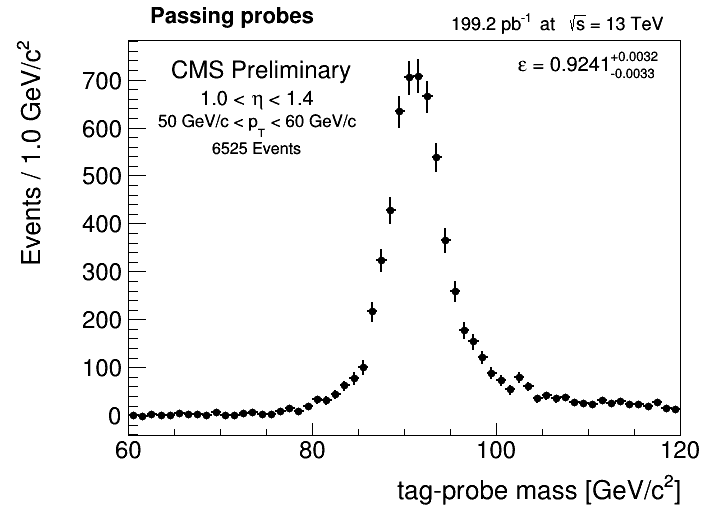 Passing probes
199.2 pb⁻¹ at √s = 13 TeV
CMS Preliminary
1.0 < η < 1.4
50 GeV/c < p_T < 60 GeV/c
6525 Events
ε = 0.9241 +0.0032 -0.0033
Events / 1.0 GeV/c²
700
600
500
400
300
200
100
0
60 80 100 120
tag-probe mass [GeV/c²]